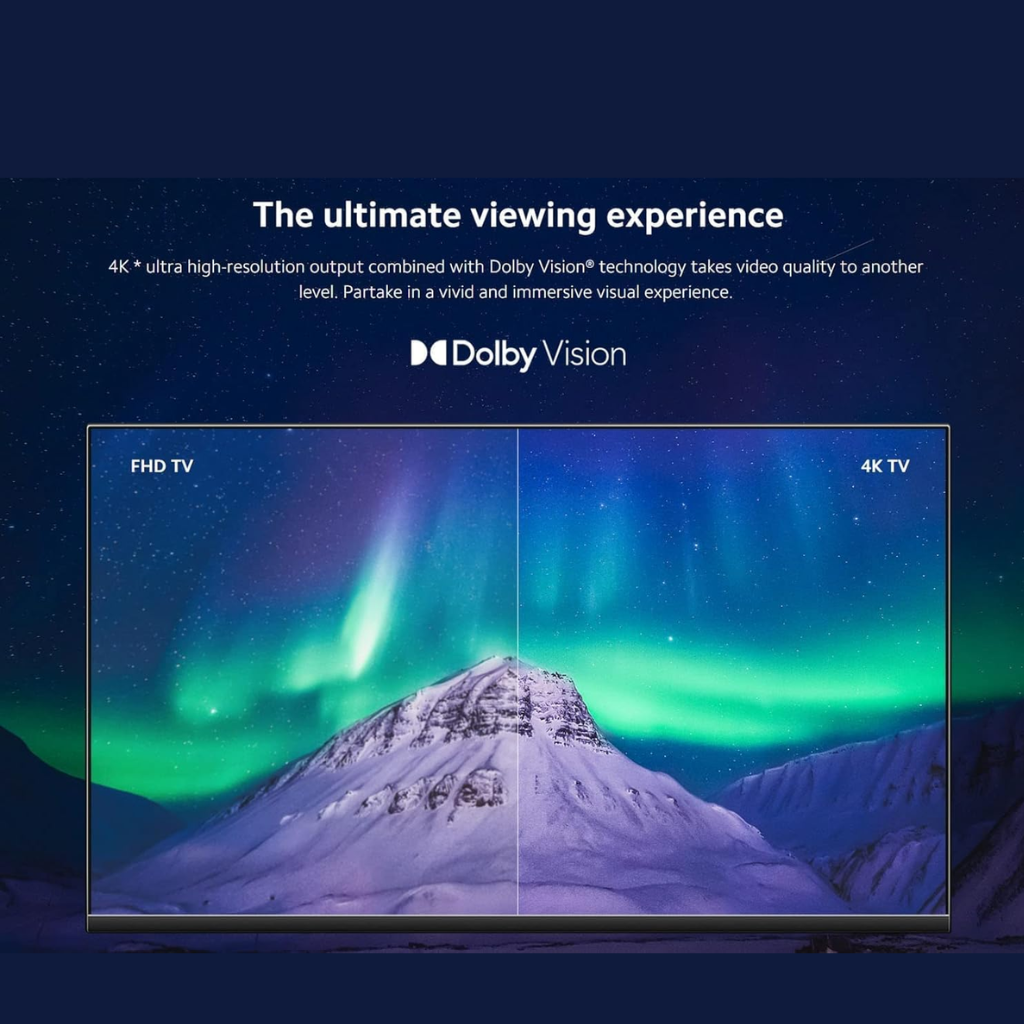 The ultimate viewing experience
4K * ultra high-resolution output combined with Dolby Vision® technology takes video quality to another
level. Partake in a vivid and immersive visual experience.
Dolby Vision
FHD TV
4K TV